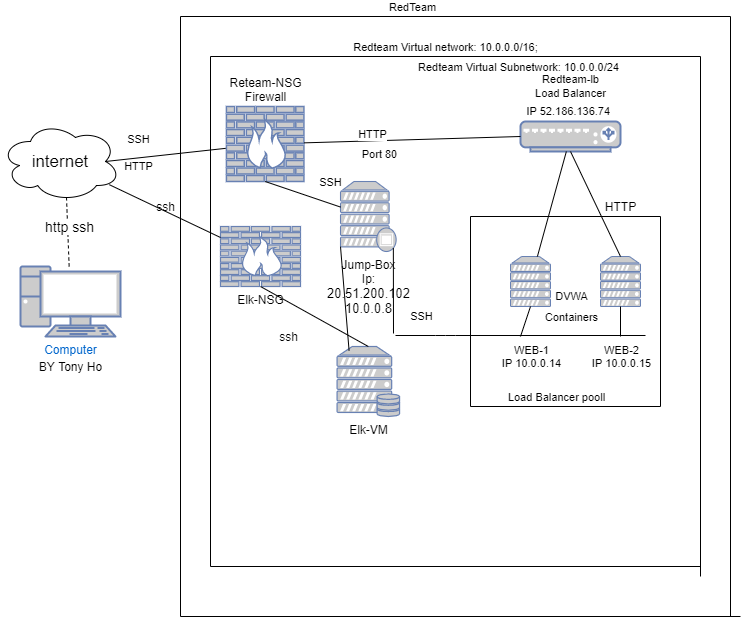 RedTeam
Redteam Virtual network: 10.0.0.0/16;
Redteam Virtual Subnetwork: 10.0.0.0/24
Redteam-lb
Load Balancer
IP 52.186.136.74
Reteam-NSG
Firewall
SSH
HTTP
HTTP
Port 80
internet
SSH
ssh
http ssh
HTTP
Elk-NSG
Jump-Box
Ip:
20.51.200.102
10.0.0.8
SSH
DVWA
Containers
ssh
Computer
BY Tony Ho
WEB-1
IP 10.0.0.14
WEB-2
IP 10.0.0.15
Load Balancer pooll
Elk-VM